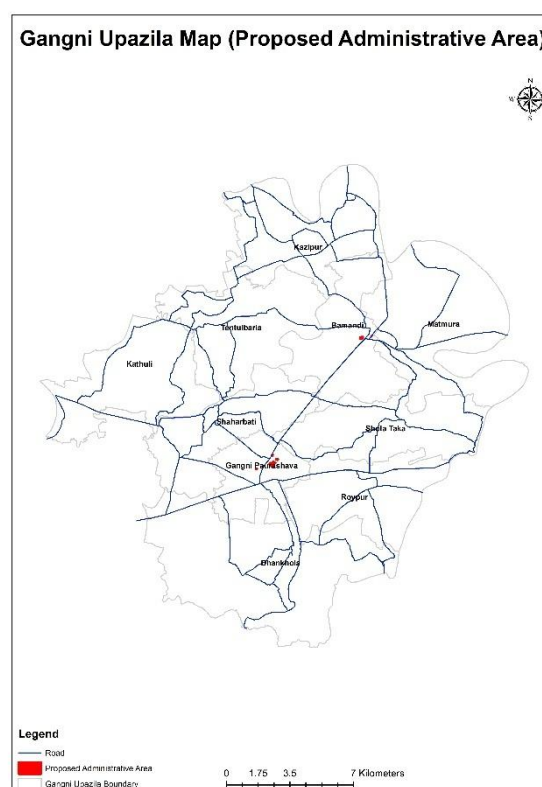 Gangni Upazila Map (Proposed Administrative Area)
N
W
S
Kazipur
Tentulbaria
Bamandi
Matmura
Kathuli
Shaharbati
Shola Taka
Gangni Paurashava
Roypur
Dhankhola
Legend
Road
Proposed Administrative Area
Gangni Upazila Boundary
0 1.75 3.5 7 Kilometers